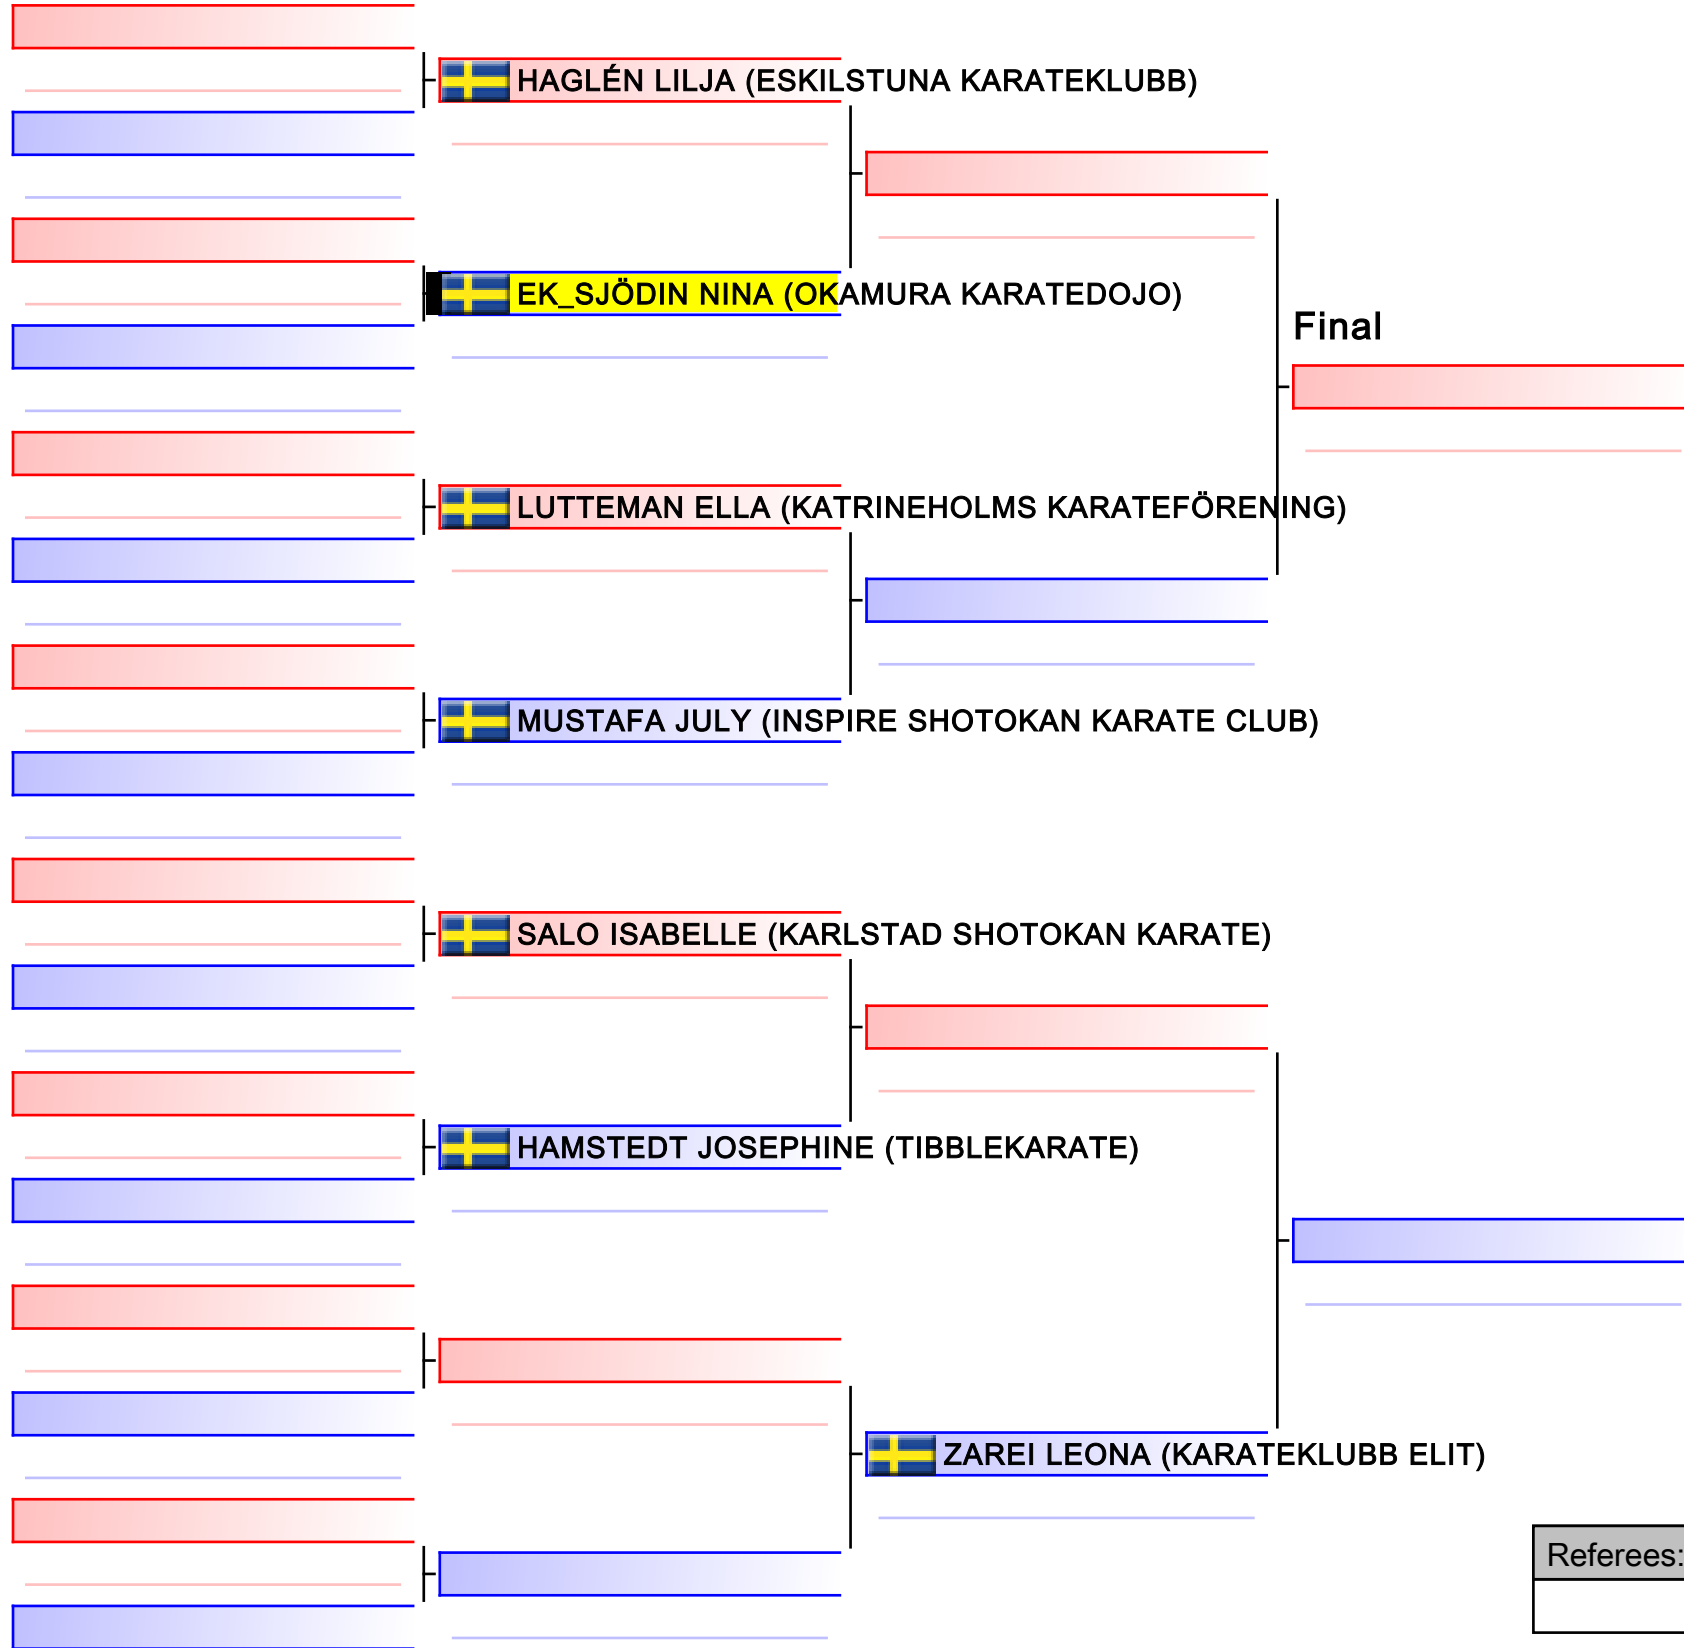 HAGLÉN LILJA (ESKILSTUNA KARATEKLUBB)
EK_SJÖDIN NINA (OKAMURA KARATEDOJO)
Final
LUTTEMAN ELLA (KATRINEHOLMS KARATEFÖRENING)
MUSTAFA JULY (INSPIRE SHOTOKAN KARATE CLUB)
SALO ISABELLE (KARLSTAD SHOTOKAN KARATE)
HAMSTEDT JOSEPHINE (TIBBLEKARATE)
ZAREI LEONA (KARATEKLUBB ELIT)
Referees: